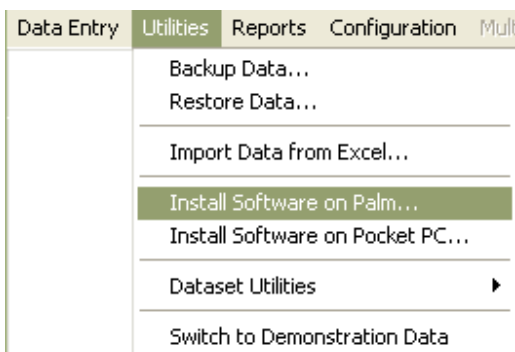 Data Entry Utilities Reports Configuration Mult
Backup Data...
Restore Data...
Import Data from Excel...
Install Software on Palm...
Install Software on Pocket PC...
Dataset Utilities
Switch to Demonstration Data